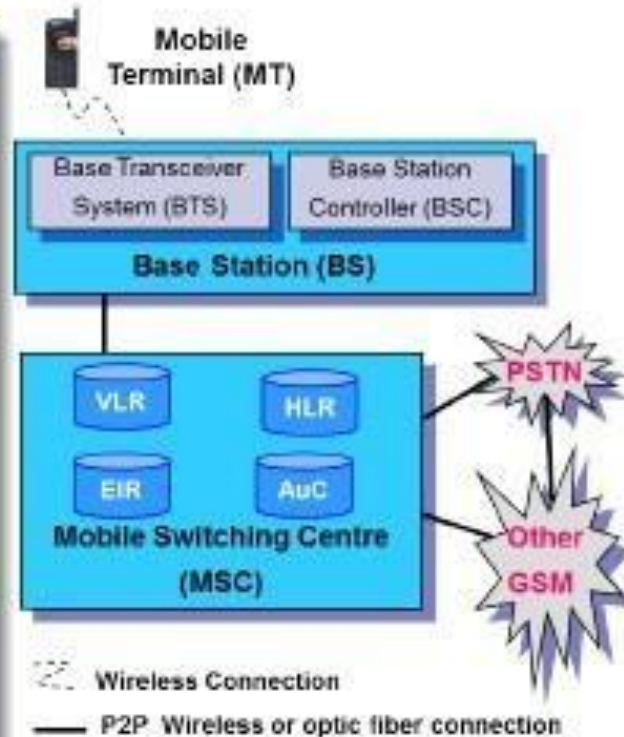 Mobile
Terminal (MT)
Base Transceiver
System (BTS)
Base Station
Controller (BSC)
Base Station (BS)
VLR
HLR
EIR
AuC
Mobile Switching Centre
(MSC)
PSTN
Other
GSM
Wireless Connection
P2P Wireless or optic fiber connection